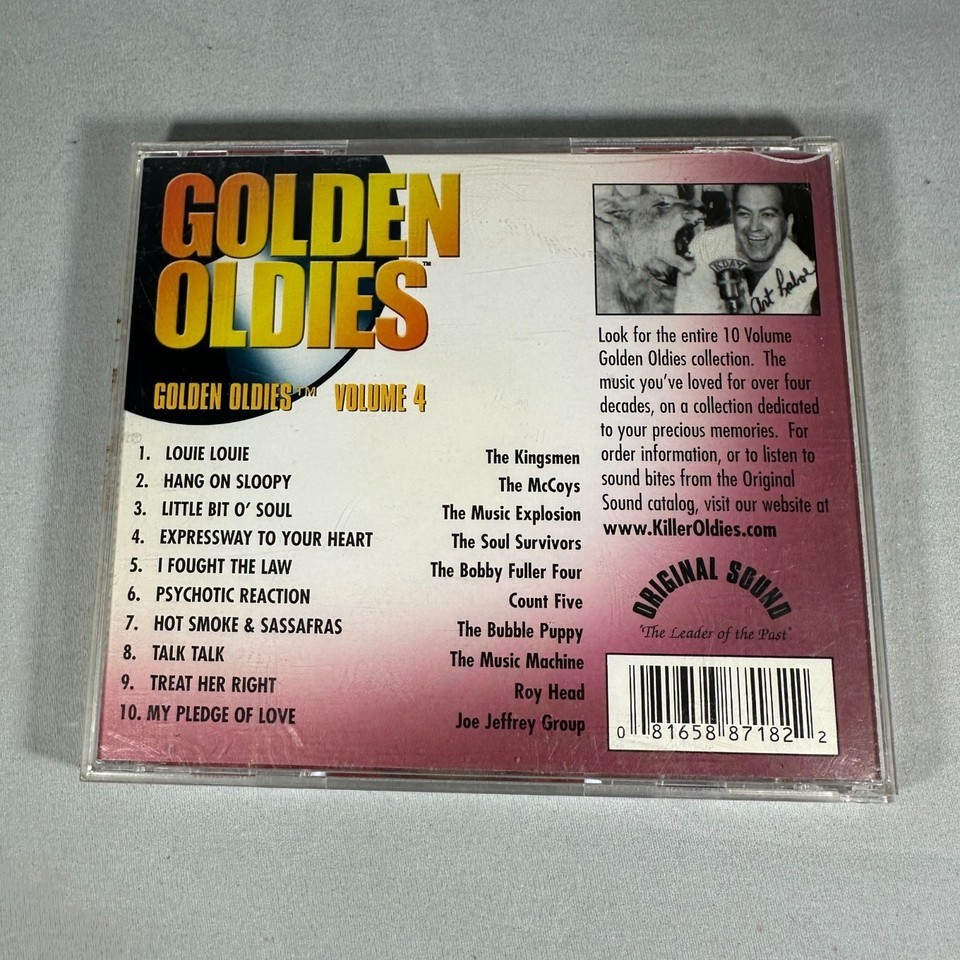 GOLDEN
OLDIES™
GOLDEN OLDIES™ VOLUME 4
1. LOUIE LOUIE The Kingsmen
2. HANG ON SLOOPY The McCoys
3. LITTLE BIT O' SOUL The Music Explosion
4. EXPRESSWAY TO YOUR HEART The Soul Survivors
5. I FOUGHT THE LAW The Bobby Fuller Four
6. PSYCHOTIC REACTION Count Five
7. HOT SMOKE & SASSAFRAS The Bubble Puppy
8. TALK TALK The Music Machine
9. TREAT HER RIGHT Roy Head
10. MY PLEDGE OF LOVE Joe Jeffrey Group
KDAY
Art Laboe
Look for the entire 10 Volume
Golden Oldies collection. The
music you've loved for over four
decades, on a collection dedicated
to your precious memories. For
order information, or to listen to
sound bites from the Original
Sound catalog, visit our website at
www.KillerOldies.com
ORIGINAL SOUND
"The Leader of the Past"
0 81658 87182 2